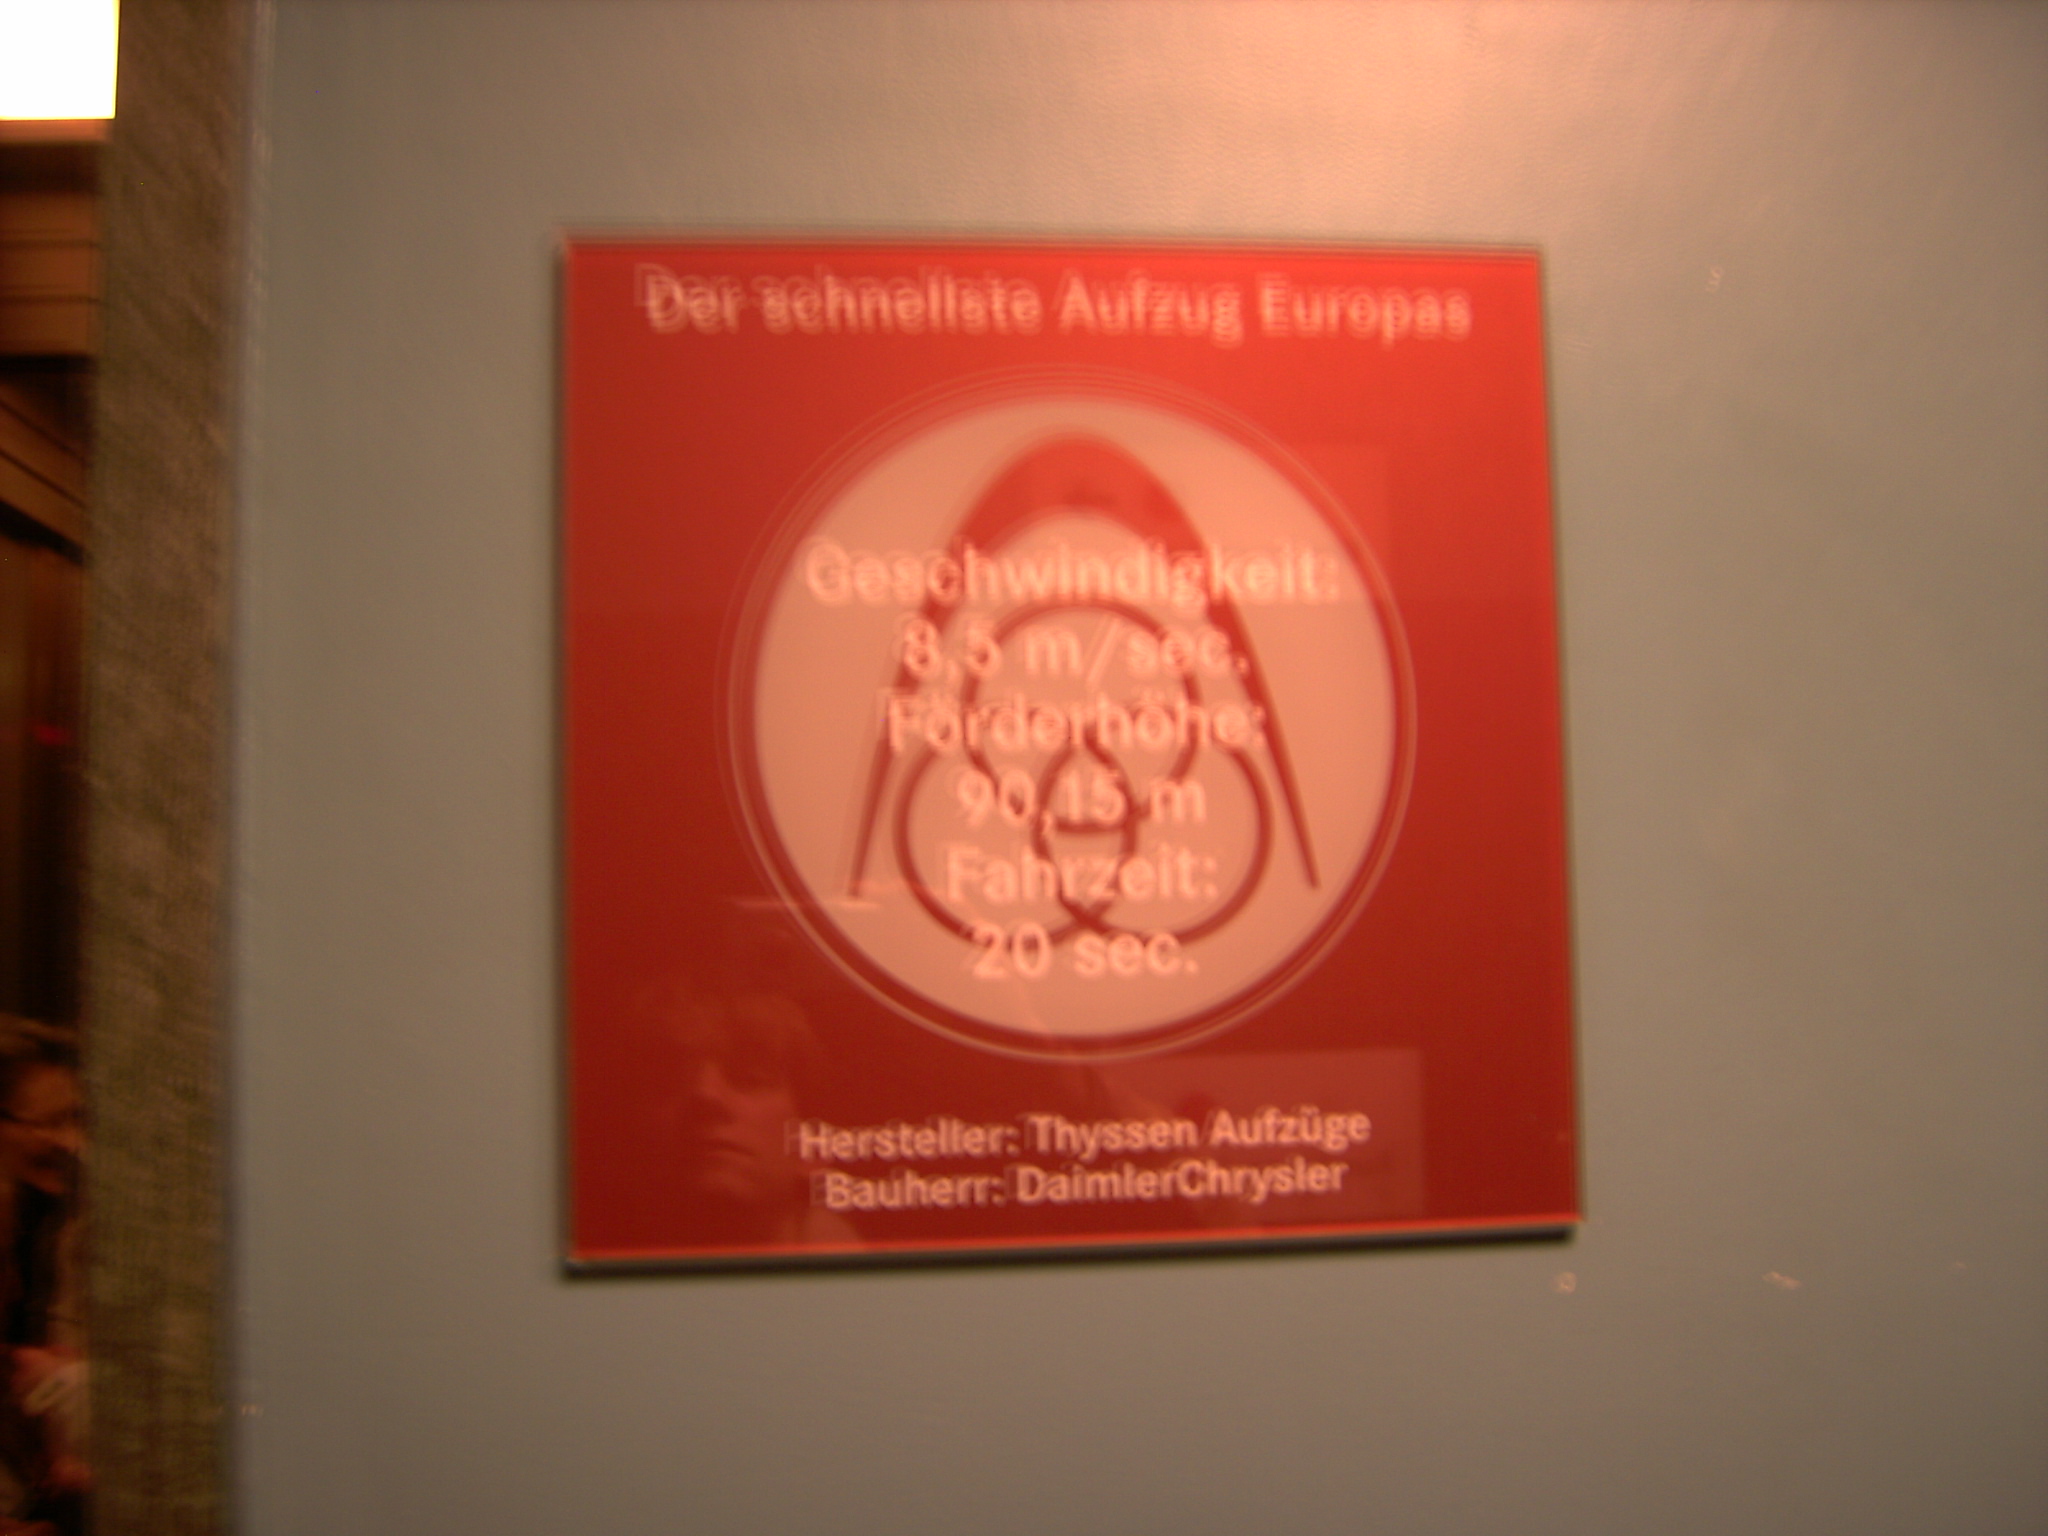 Der schnellste Aufzug Europas
Geschwindigkeit:
8,5 m/sec.
Förderhöhe:
90,15 m
Fahrzeit:
20 sec.
Hersteller: Thyssen Aufzüge
Bauherr: DaimlerChrysler